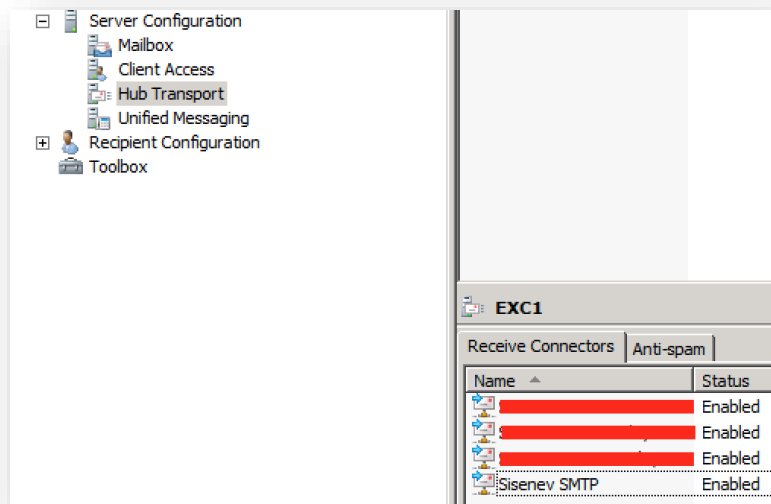 Server Configuration
Mailbox
Client Access
Hub Transport
Unified Messaging
Recipient Configuration
Toolbox
EXC1
Receive Connectors Anti-spam
Name Status
Enabled
Enabled
Enabled
Sisenev SMTP Enabled